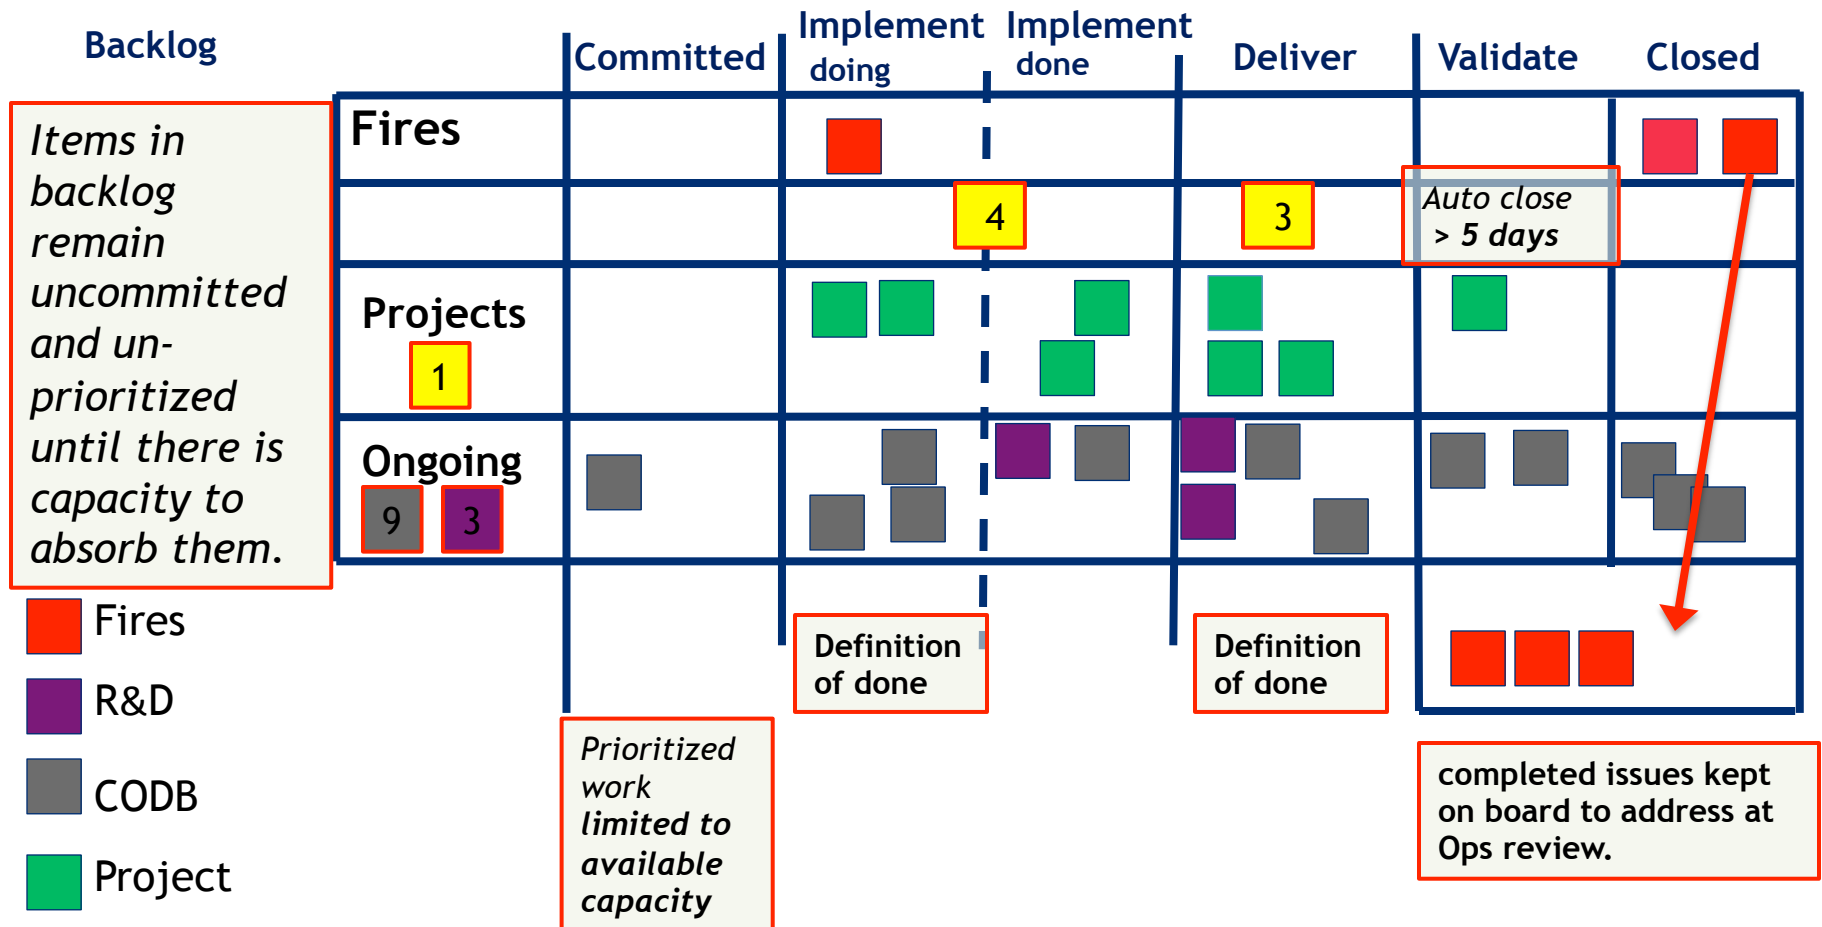 Backlog
Committed
Implement
doing
Implement
done
Deliver
Validate
Closed
Items in
backlog
remain
uncommitted
and un-
prioritized
until there is
capacity to
absorb them.
Fires
4
3
Auto close
> 5 days
Projects
1
Ongoing
9
3
Fires
R&D
CODB
Project
Definition
of done
Definition
of done
Prioritized
work
limited to
available
capacity
completed issues kept
on board to address at
Ops review.